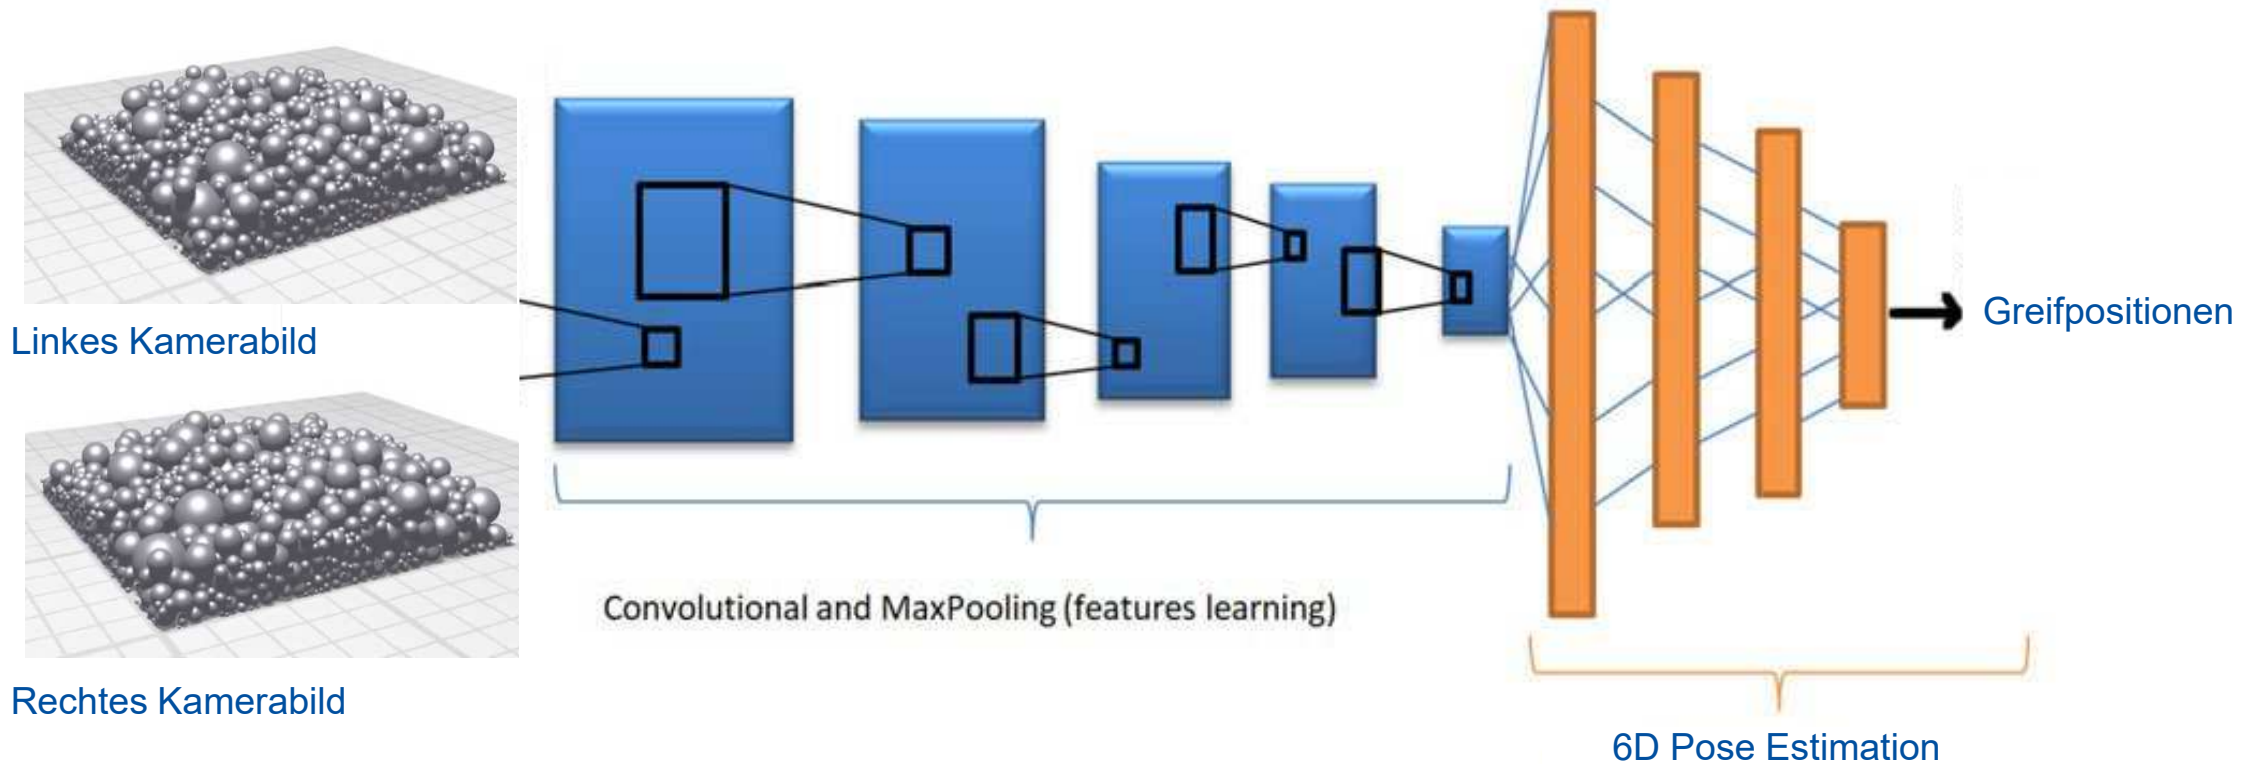 Linkes Kamerabild
Rechtes Kamerabild
Convolutional and MaxPooling (features learning)
Greifpositionen
6D Pose Estimation